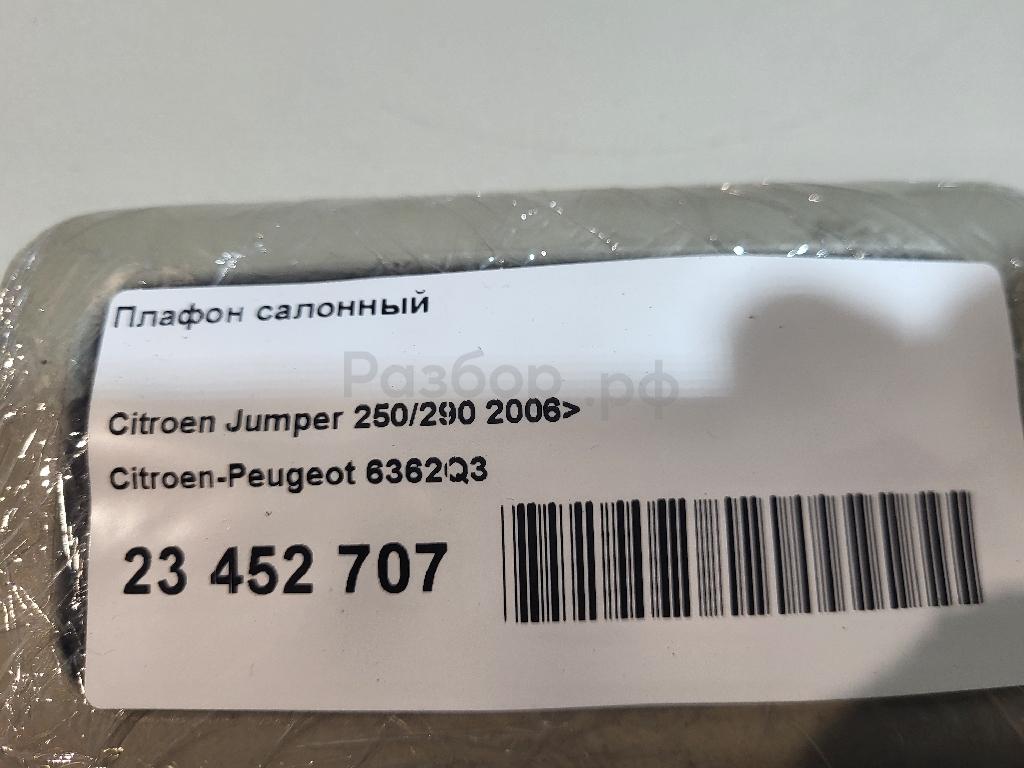 Плафон салонный
Разбор.рф
Citroen Jumper 250/290 2006>
Citroen-Peugeot 6362Q3
23 452 707